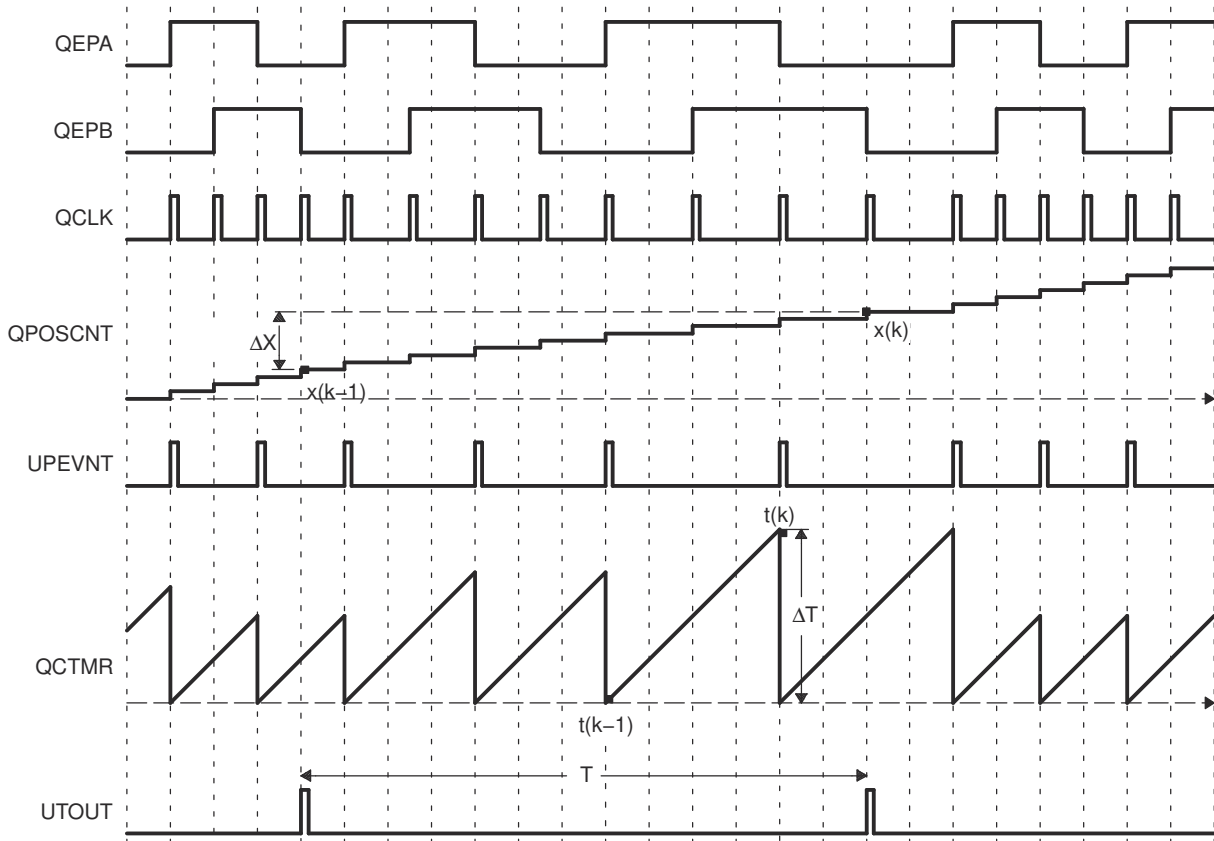 QEPA
QEPB
QCLK
QPOSCNT
ΔX
x(k)
x(k−1)
UPEVNT
t(k)
ΔT
QCTMR
t(k−1)
T
UTOUT